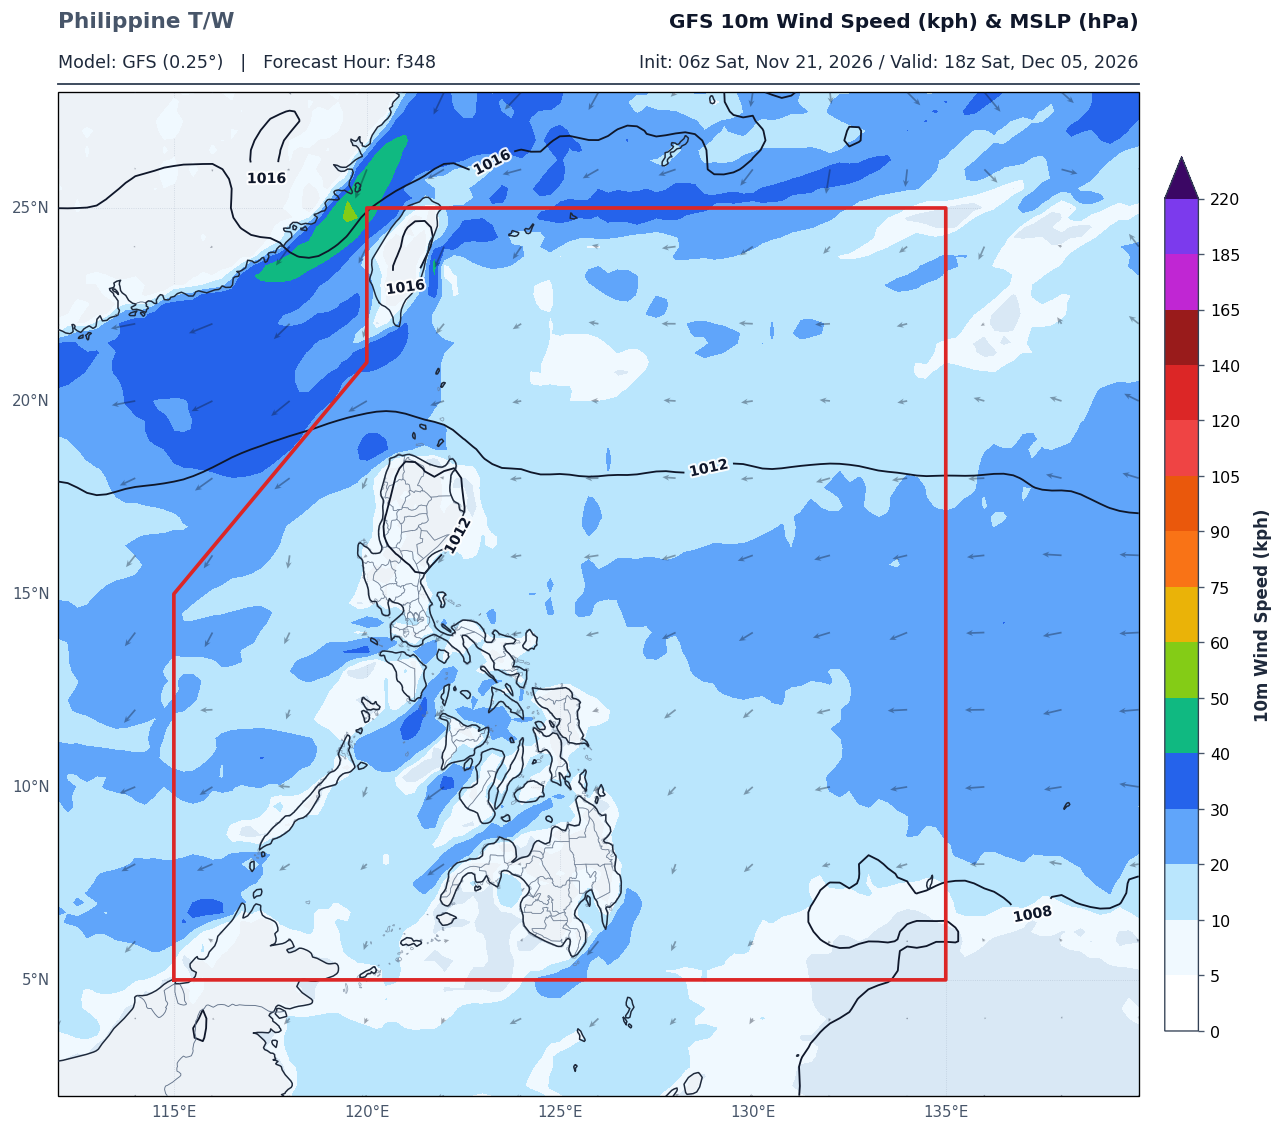 Philippine T/W
GFS 10m Wind Speed (kph) & MSLP (hPa)
Model: GFS (0.25°) | Forecast Hour: f348
Init: 06z Sat, Nov 21, 2026 / Valid: 18z Sat, Dec 05, 2026
1016
1016
1016
1012
1012
1008
25°N
20°N
15°N
10°N
5°N
115°E
120°E
125°E
130°E
135°E
220
185
165
140
120
105
90
75
60
50
40
30
20
10
5
0
10m Wind Speed (kph)